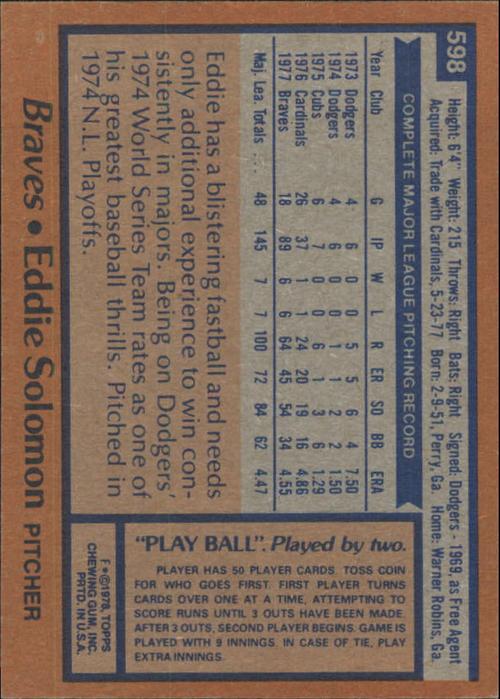 598
Height: 6'4" Weight: 215 Throws: Right Bats: Right Signed: Dodgers - 1969, as Free Agent
Acquired: Trade with Cardinals, 5-23-77 Born: 2-9-51, Perry, Ga. Home: Warner Robins, Ga.
COMPLETE MAJOR LEAGUE PITCHING RECORD
Year Club G IP W L R ER SO BB ERA
1973 Dodgers 4 6 0 0 5 5 6 4 7.50
1974 Dodgers 4 6 0 0 1 1 2 2 1.50
1975 Cubs 6 7 0 0 6 1 3 6 1.29
1976 Cardinals 26 37 1 1 24 20 19 16 4.86
1977 Braves 18 89 6 6 64 45 54 34 4.55
Maj. Lea. Totals ... 48 145 7 7 100 72 84 62 4.47
Eddie has a blistering fastball and needs
only additional experience to win con-
sistently in majors. Being on Dodgers'
1974 World Series Team rates as one of
his greatest baseball thrills. Pitched in
1974 N.L. Playoffs.
"PLAY BALL". Played by two.
PLAYER HAS 50 PLAYER CARDS. TOSS COIN
FOR WHO GOES FIRST. FIRST PLAYER TURNS
CARDS OVER ONE AT A TIME, ATTEMPTING TO
SCORE RUNS UNTIL 3 OUTS HAVE BEEN MADE.
AFTER 3 OUTS, SECOND PLAYER BEGINS. GAME IS
PLAYED WITH 9 INNINGS. IN CASE OF TIE, PLAY
EXTRA INNINGS.
F*©1978, TOPPS
CHEWING GUM, INC.
PRTD. IN U.S.A.
Braves • Eddie Solomon PITCHER